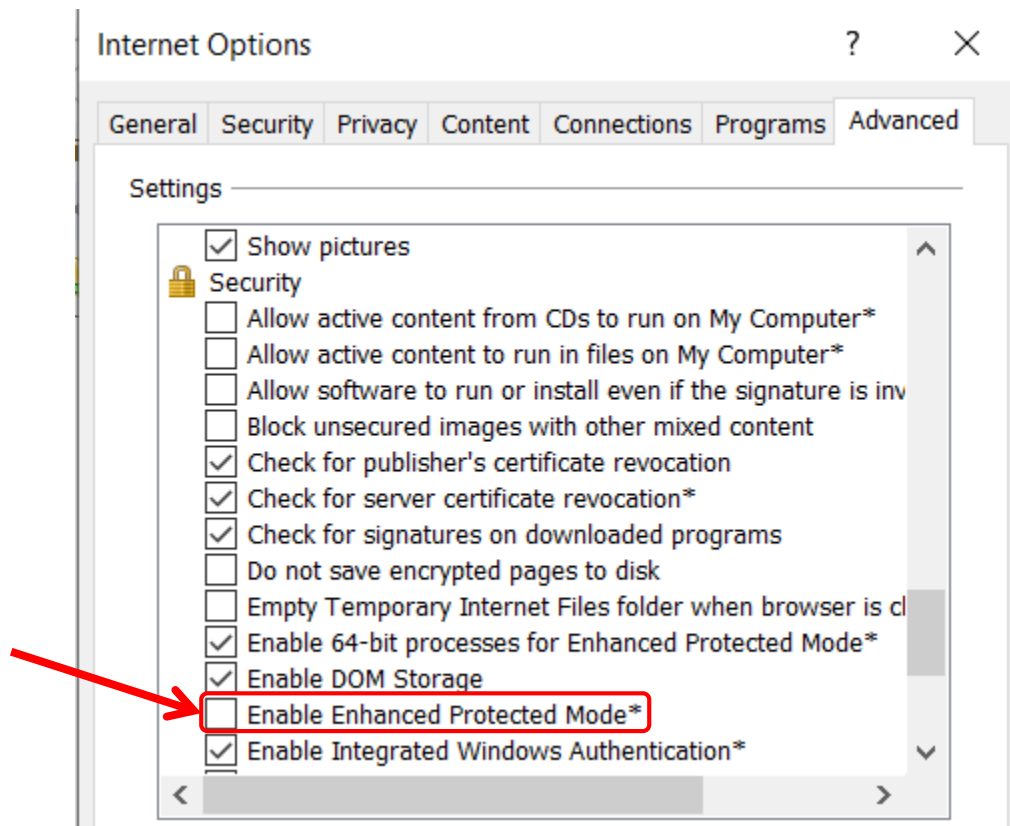 Internet Options ?
General Security Privacy Content Connections Programs Advanced
Settings
Show pictures
Security
Allow active content from CDs to run on My Computer*
Allow active content to run in files on My Computer*
Allow software to run or install even if the signature is inv
Block unsecured images with other mixed content
Check for publisher's certificate revocation
Check for server certificate revocation*
Check for signatures on downloaded programs
Do not save encrypted pages to disk
Empty Temporary Internet Files folder when browser is cl
Enable 64-bit processes for Enhanced Protected Mode*
Enable DOM Storage
Enable Enhanced Protected Mode*
Enable Integrated Windows Authentication*